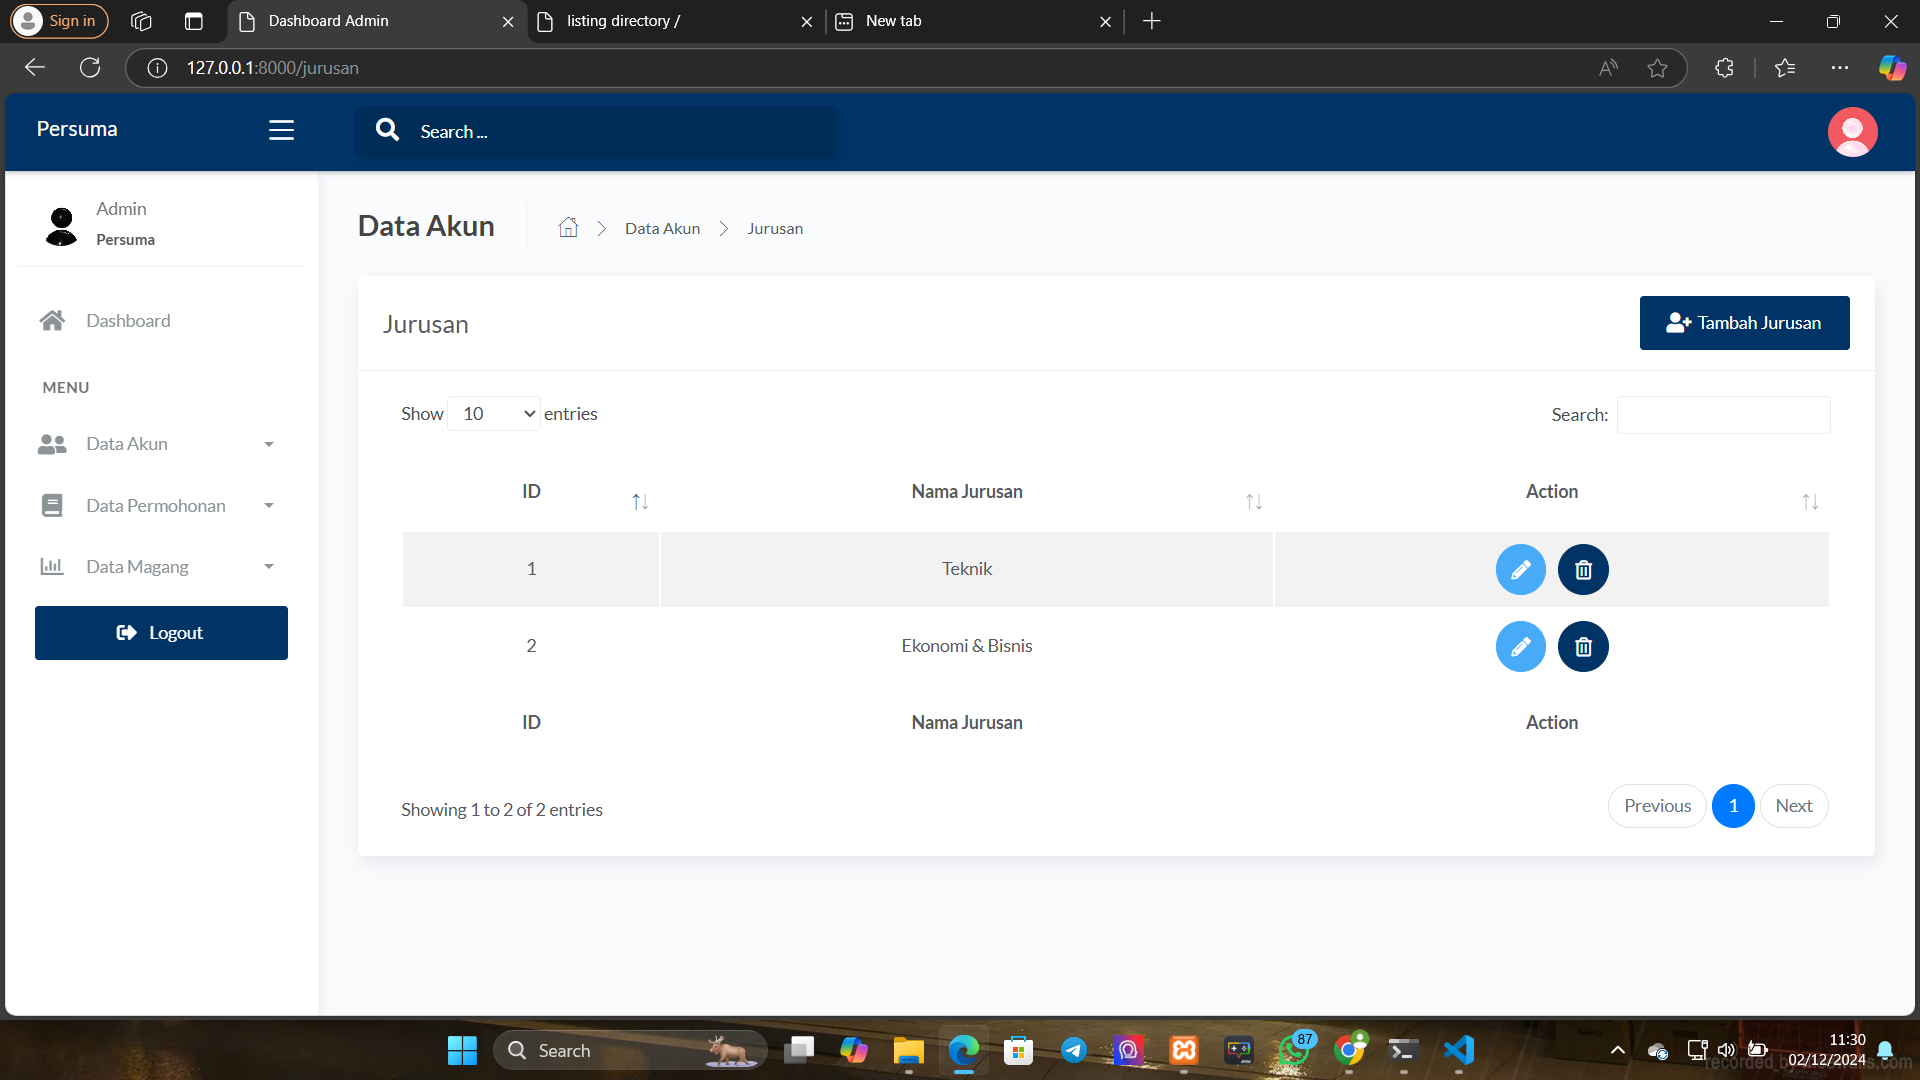 Sign in
Dashboard Admin
listing directory /
New tab
127.0.0.1:8000/jurusan
Persuma
Search ...
Admin
Persuma
Data Akun
Data Akun
Jurusan
Dashboard
MENU
Data Akun
Data Permohonan
Data Magang
Logout
Jurusan
Tambah Jurusan
Show 10 entries
Search:
ID Nama Jurusan Action
1 Teknik
2 Ekonomi & Bisnis
ID Nama Jurusan Action
Showing 1 to 2 of 2 entries
Previous 1 Next
Search
87
11:30
02/12/2024